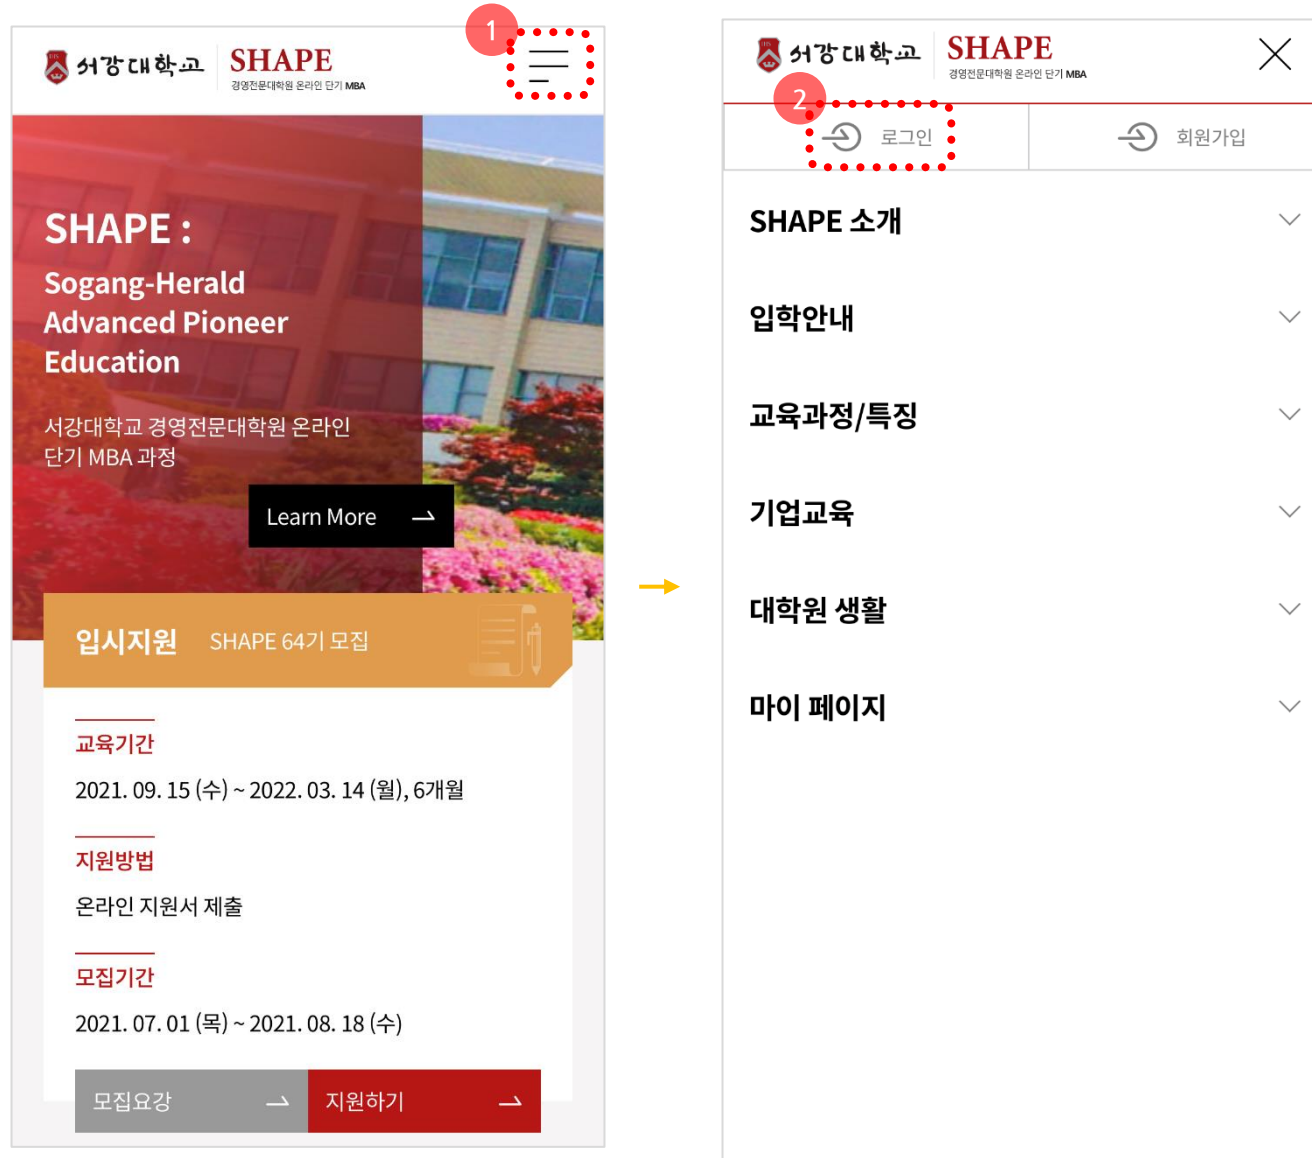 1
서강대학교
SHAPE
경영전문대학원 온라인 단기 MBA
SHAPE :
Sogang-Herald
Advanced Pioneer
Education
서강대학교 경영전문대학원 온라인
단기 MBA 과정
Learn More
입시지원 SHAPE 64기 모집
교육기간
2021. 09. 15 (수) ~ 2022. 03. 14 (월), 6개월
지원방법
온라인 지원서 제출
모집기간
2021. 07. 01 (목) ~ 2021. 08. 18 (수)
모집요강
지원하기
서강대학교
SHAPE
경영전문대학원 온라인 단기 MBA
2
로그인
회원가입
SHAPE 소개
입학안내
교육과정/특징
기업교육
대학원 생활
마이 페이지